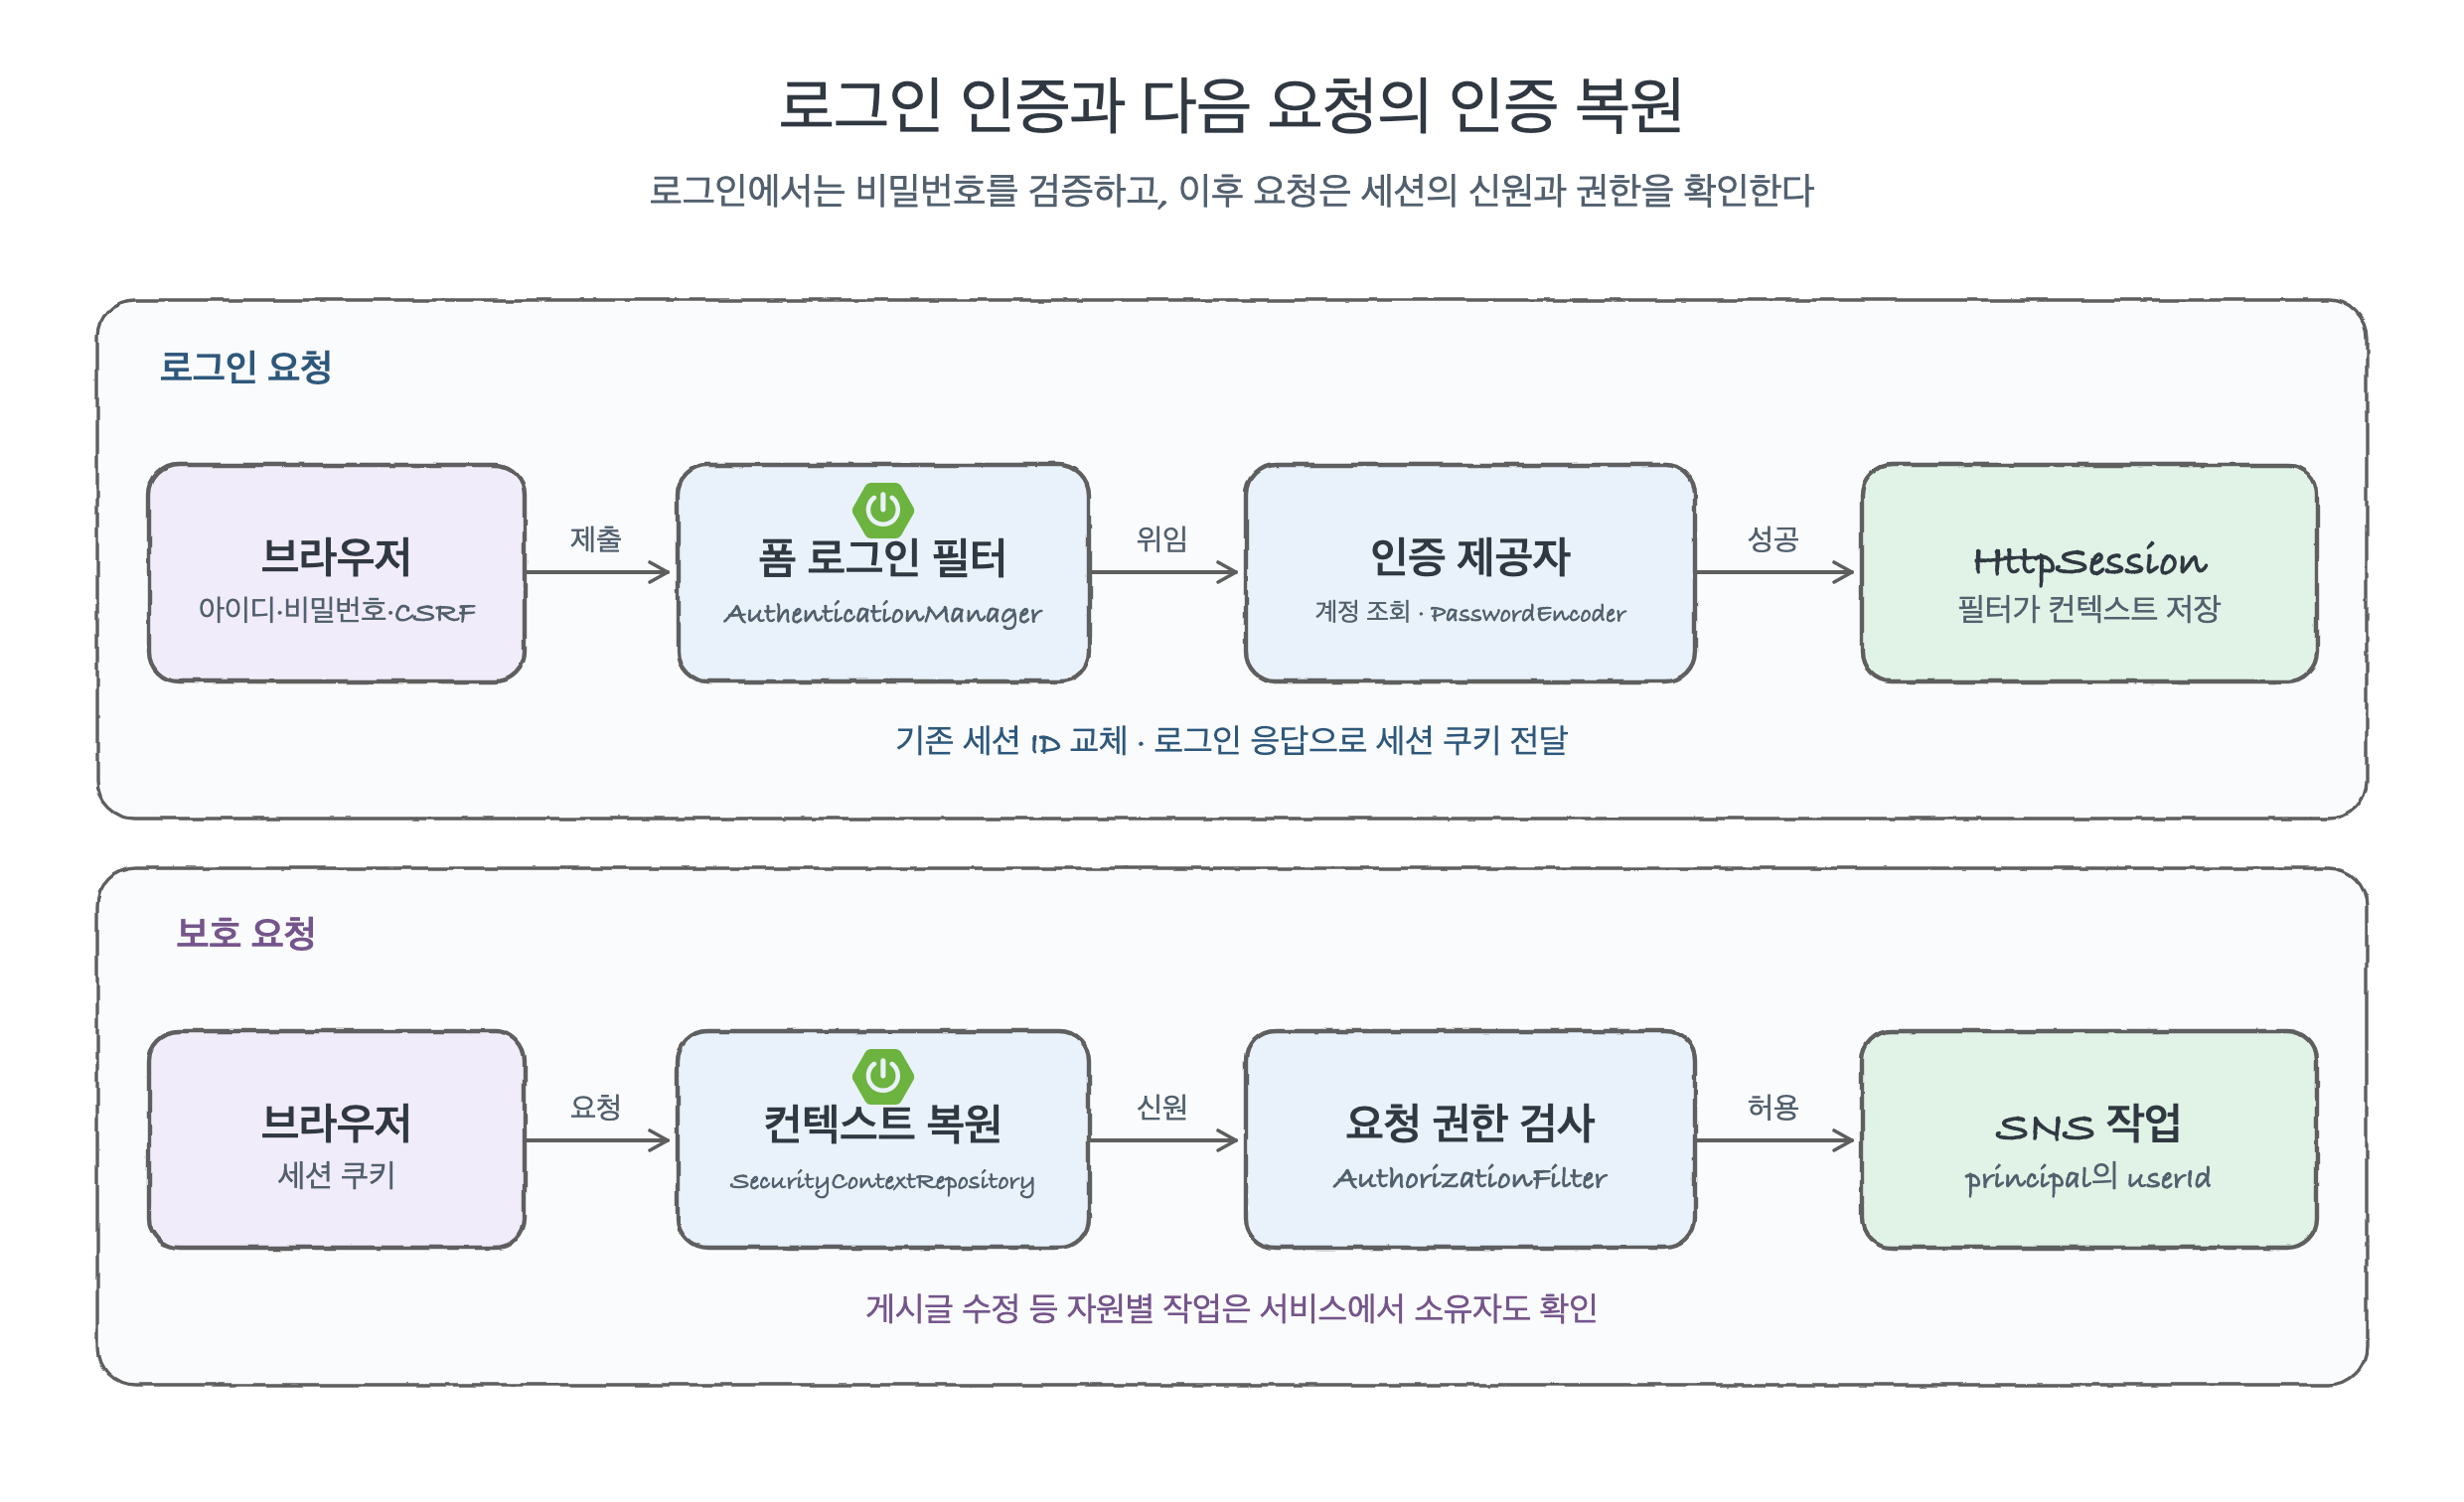 로그인 인증과 다음 요청의 인증 복원
로그인에서는 비밀번호를 검증하고, 이후 요청은 세션의 신원과 권한을 확인한다
로그인 요청
브라우저
아이디·비밀번호·CSRF
제출
폼 로그인 필터
AuthenticationManager
위임
인증 제공자
계정 조회 · PasswordEncoder
성공
HttpSession
필터가 컨텍스트 저장
기존 세션 ID 교체 · 로그인 응답으로 세션 쿠키 전달
보호 요청
브라우저
세션 쿠키
요청
컨텍스트 복원
SecurityContextRepository
신원
요청 권한 검사
AuthorizationFilter
허용
SNS 작업
principal의 userId
게시글 수정 등 자원별 작업은 서비스에서 소유자도 확인